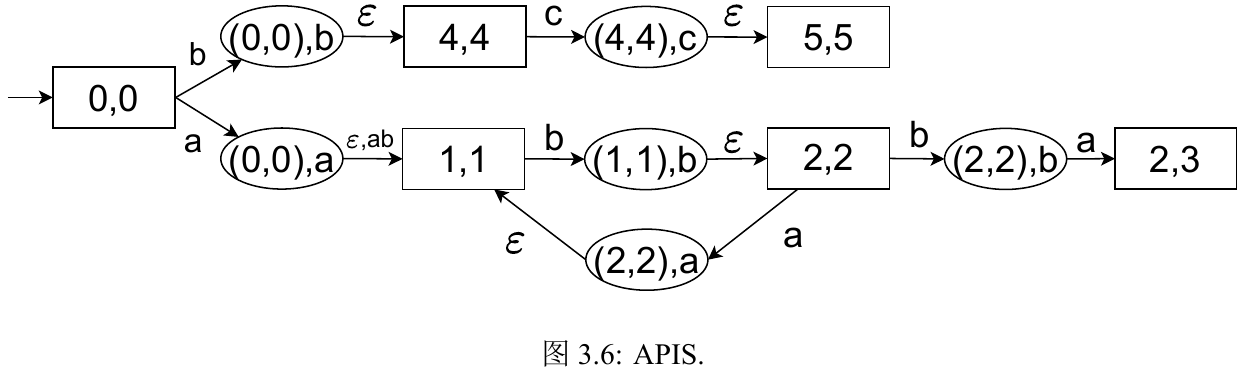 (0,0),b ε 4,4 c (4,4),c ε 5,5
b
0,0
a
(0,0),a ε,ab 1,1 b (1,1),b ε 2,2 b (2,2),b a 2,3
ε (2,2),a a
图 3.6: APIS.